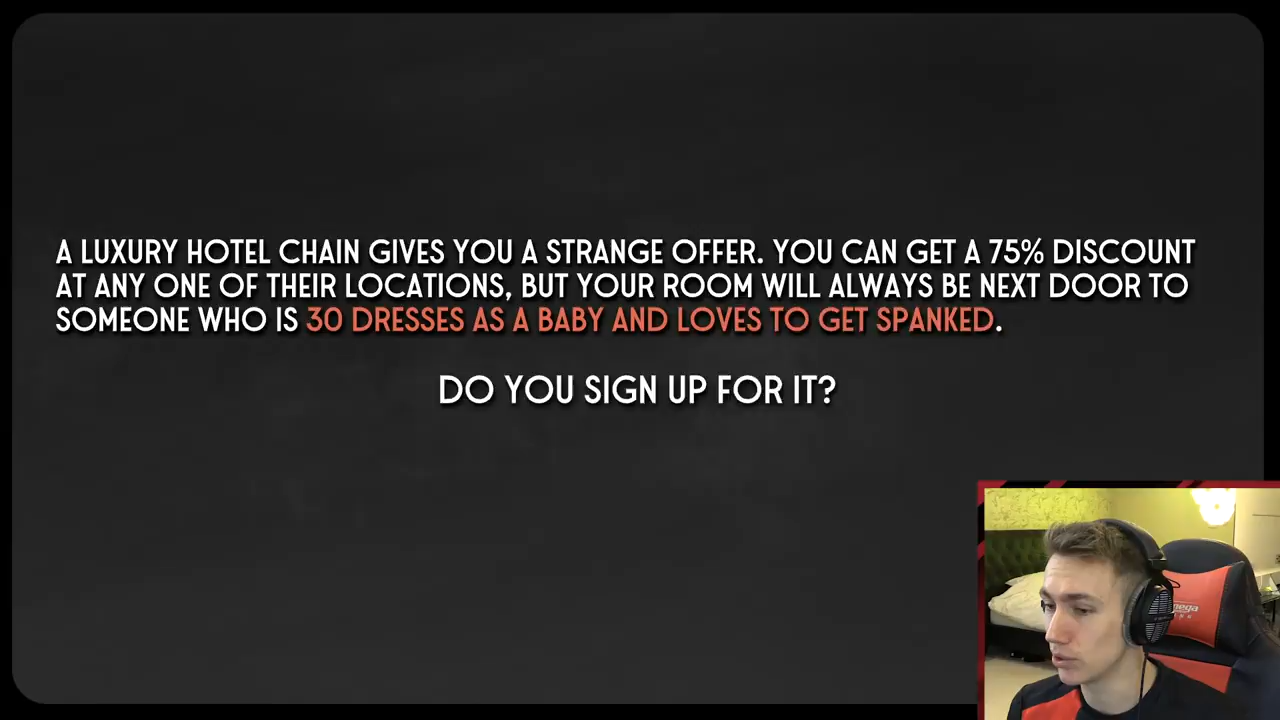 A LUXURY HOTEL CHAIN GIVES YOU A STRANGE OFFER. YOU CAN GET A 75% DISCOUNT
AT ANY ONE OF THEIR LOCATIONS, BUT YOUR ROOM WILL ALWAYS BE NEXT DOOR TO
SOMEONE WHO IS 30 DRESSES AS A BABY AND LOVES TO GET SPANKED.
DO YOU SIGN UP FOR IT?